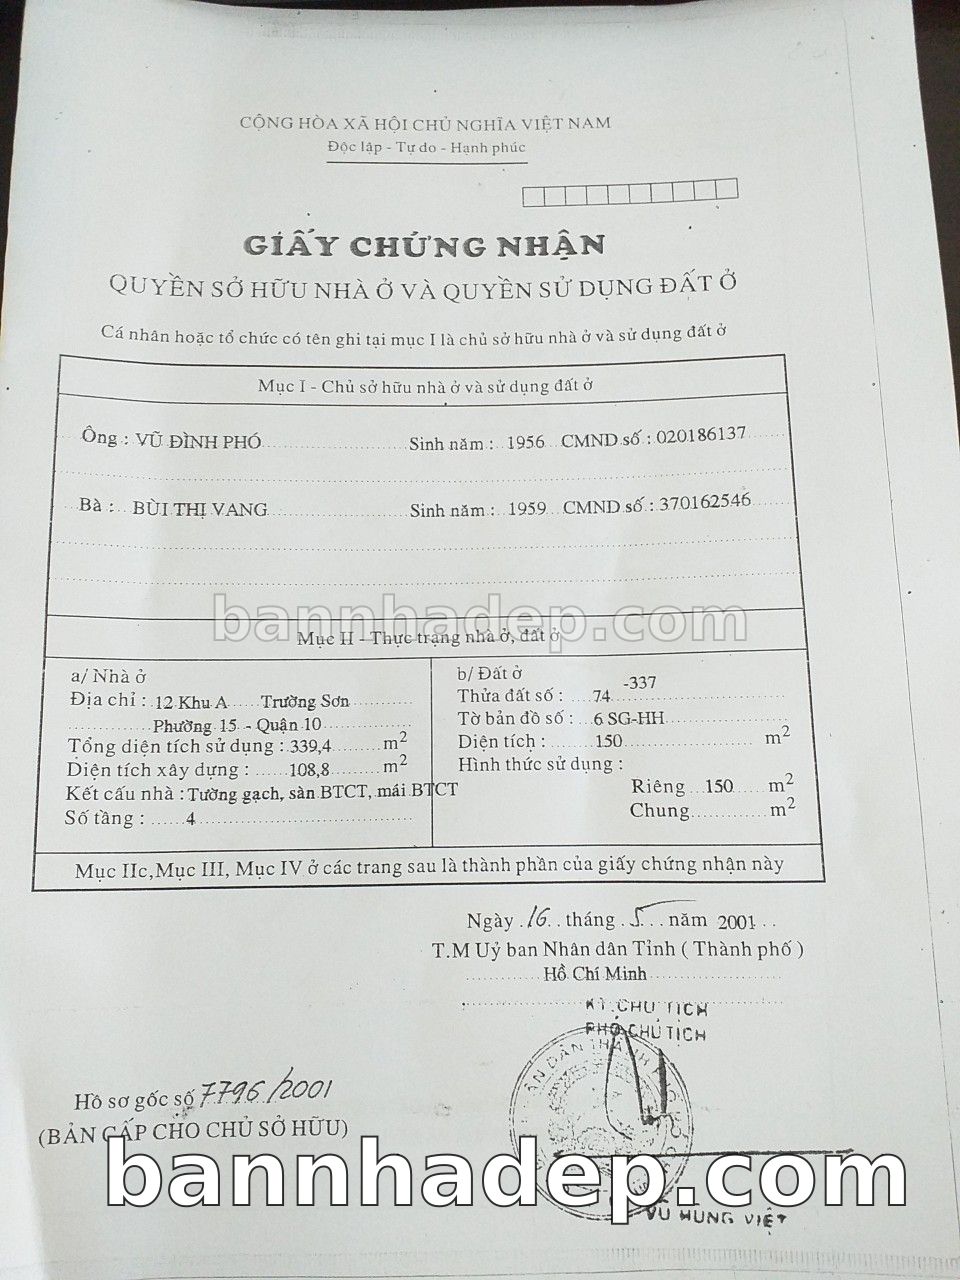 CỘNG HÒA XÃ HỘI CHỦ NGHĨA VIỆT NAM
Độc lập - Tự do - Hạnh phúc
GIẤY CHỨNG NHẬN
QUYỀN SỞ HỮU NHÀ Ở VÀ QUYỀN SỬ DỤNG ĐẤT Ở
Cá nhân hoặc tổ chức có tên ghi tại mục I là chủ sở hữu nhà ở và sử dụng đất ở
Mục I - Chủ sở hữu nhà ở và sử dụng đất ở
Ông : VŨ ĐÌNH PHÓ Sinh năm : 1956 CMND số : 020186137
Bà : BÙI THỊ VANG Sinh năm : 1959 CMND số : 370162546
bannhadep.com
Mục II - Thực trạng nhà ở, đất ở
a/ Nhà ở
Địa chỉ : 12 Khu A Trường Sơn
Phường 15 - Quận 10
Tổng diện tích sử dụng : 339,4 m2
Diện tích xây dựng : 108,8 m2
Kết cấu nhà : Tường gạch, sàn BTCT, mái BTCT
Số tầng : 4
b/ Đất ở
-337
Thửa đất số : 74
Tờ bản đồ số : 6 SG-HH
Diện tích : 150 m2
Hình thức sử dụng :
Riêng 150 m2
Chung m2
Mục IIc, Mục III, Mục IV ở các trang sau là thành phần của giấy chứng nhận này
Ngày 16 tháng 5 năm 2001
T.M Uỷ ban Nhân dân Tỉnh ( Thành phố )
Hồ Chí Minh
KT. CHỦ TỊCH
PHÓ CHỦ TỊCH
Hồ sơ gốc số 7796/2001
(BẢN CẤP CHO CHỦ SỞ HỮU)
bannhadep.com
VŨ HÙNG VIỆT